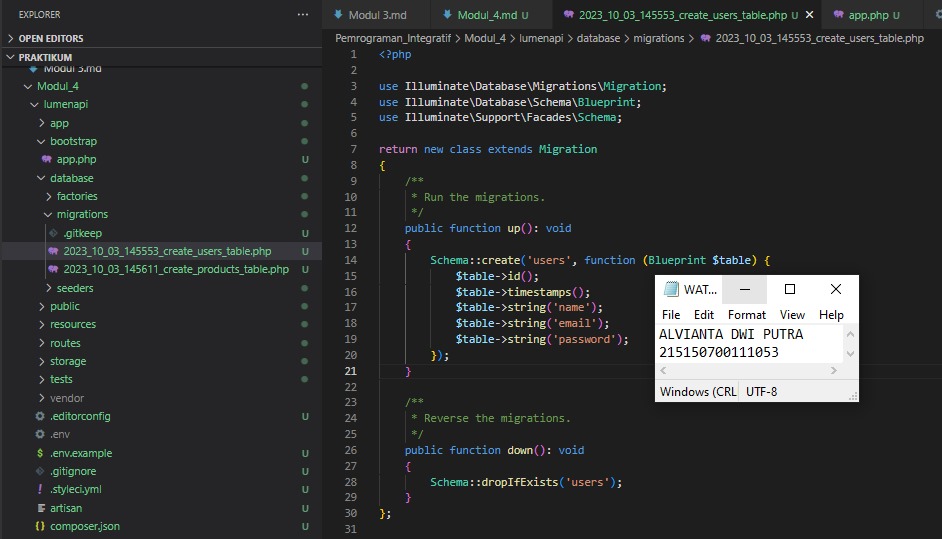 EXPLORER
...
OPEN EDITORS
PRAKTIKUM
Modul 3.md
Modul_4
lumenapi
app
bootstrap
app.php U
database
factories
migrations
.gitkeep U
2023_10_03_145553_create_users_table.php U
2023_10_03_145611_create_products_table.php U
seeders
public
resources
routes
storage
tests
vendor
.editorconfig U
.env
.env.example U
.gitignore U
.styleci.yml U
artisan U
composer.json U
Modul 3.md
Modul_4.md U
2023_10_03_145553_create_users_table.php U
app.php U
Pemrograman_Integratif > Modul_4 > lumenapi > database > migrations > 2023_10_03_145553_create_users_table.php
1 <?php
2
3 use Illuminate\Database\Migrations\Migration;
4 use Illuminate\Database\Schema\Blueprint;
5 use Illuminate\Support\Facades\Schema;
6
7 return new class extends Migration
8 {
9 /**
10 * Run the migrations.
11 */
12 public function up(): void
13 {
14 Schema::create('users', function (Blueprint $table) {
15 $table->id();
16 $table->timestamps();
17 $table->string('name');
18 $table->string('email');
19 $table->string('password');
20 });
21 }
22
23 /**
24 * Reverse the migrations.
25 */
26 public function down(): void
27 {
28 Schema::dropIfExists('users');
29 }
30 };
31
WAT...
File Edit Format View Help
ALVIANTA DWI PUTRA
215150700111053
Windows (CRL UTF-8